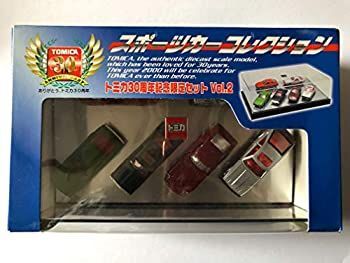 TOMICA
30
ありがとう、トミカ30周年
スポーツカーコレクション
TOMICA, the authentic diecast scale model,
which has been loved for 30years.
This year 2000 will be celebrate for
TOMICA ever than before.
トミカ30周年記念限定セット Vol.2
トミカ